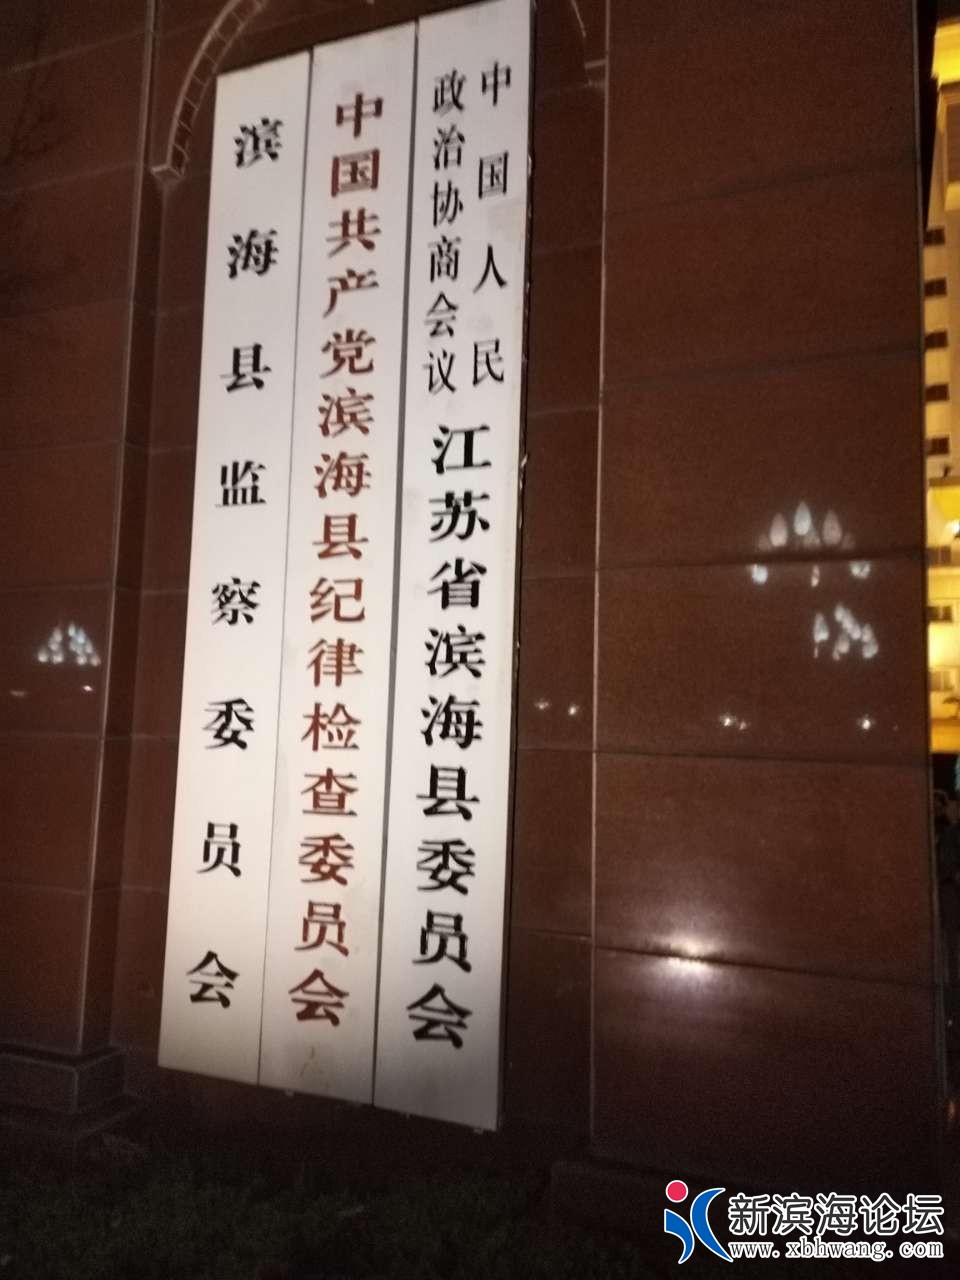 中国人民
政治协商会议
江苏省滨海县委员会
中国共产党滨海县纪律检查委员会
滨海县监察委员会
新滨海论坛
www.xbhwang.com